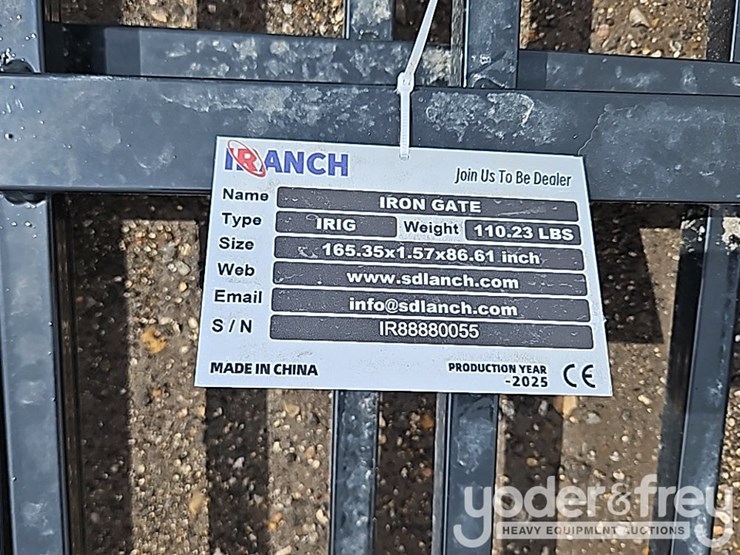 IRANCH
Join Us To Be Dealer
Name IRON GATE
Type IRIG Weight 110.23 LBS
Size 165.35x1.57x86.61 inch
Web www.sdlanch.com
Email info@sdlanch.com
S / N IR88880055
MADE IN CHINA
PRODUCTION YEAR
-2025 CE
yoder&frey
HEAVY EQUIPMENT AUCTIONS